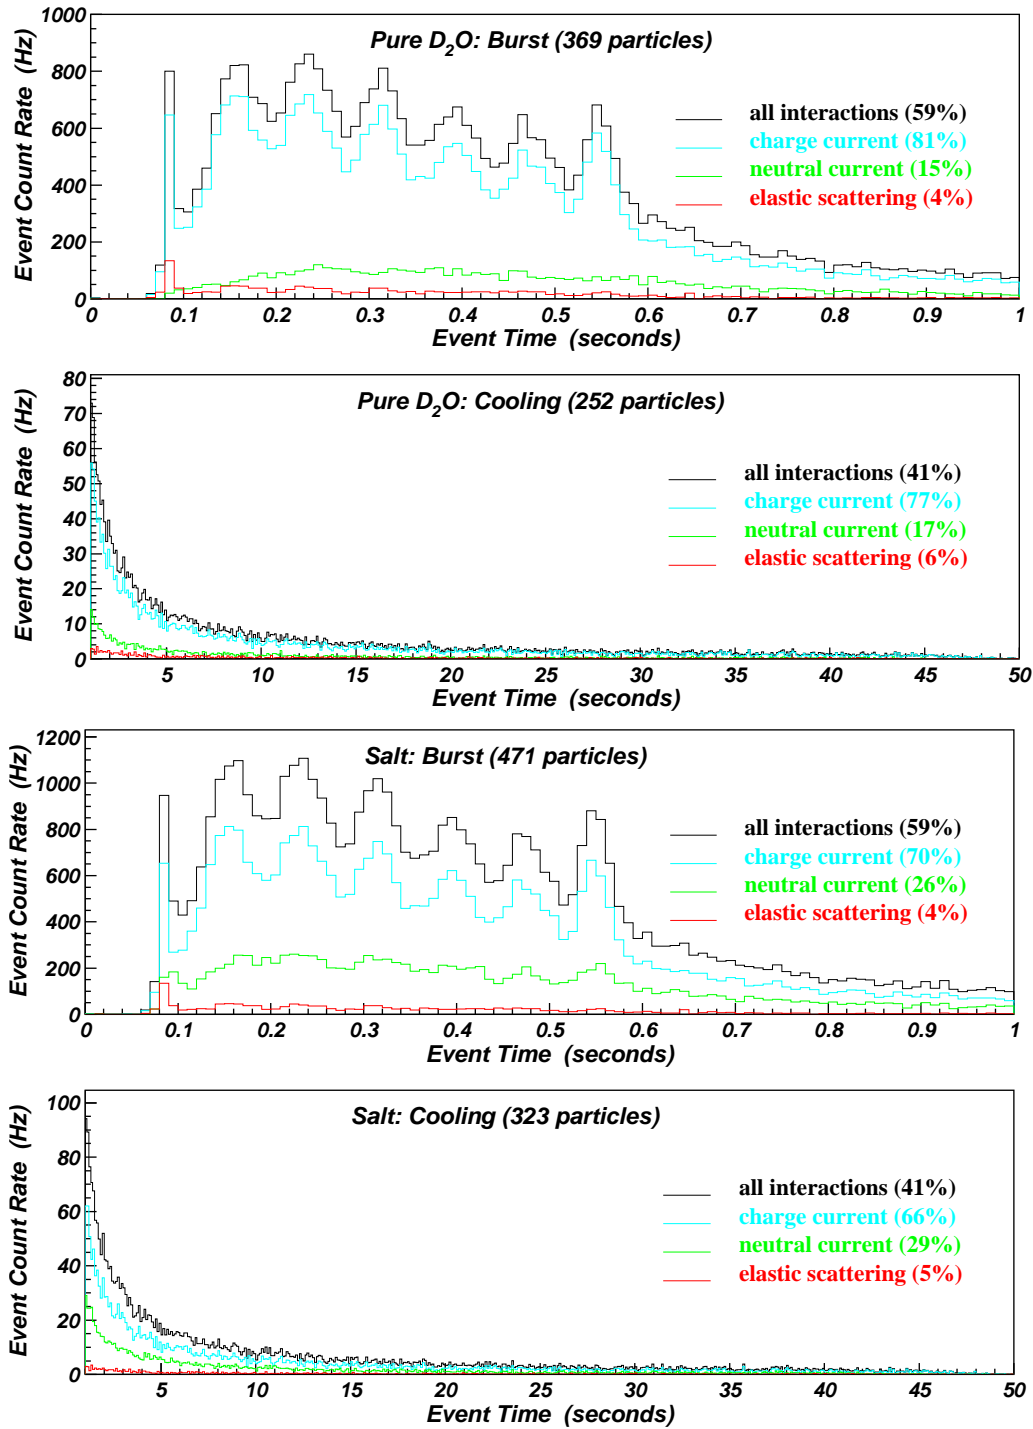 Pure D₂O: Burst (369 particles)
Event Count Rate (Hz)
1000
800
600
400
200
0
all interactions (59%)
charge current (81%)
neutral current (15%)
elastic scattering (4%)
0 0.1 0.2 0.3 0.4 0.5 0.6 0.7 0.8 0.9 1
Event Time (seconds)
Pure D₂O: Cooling (252 particles)
Event Count Rate (Hz)
80
70
60
50
40
30
20
10
0
all interactions (41%)
charge current (77%)
neutral current (17%)
elastic scattering (6%)
5 10 15 20 25 30 35 40 45 50
Event Time (seconds)
Salt: Burst (471 particles)
Event Count Rate (Hz)
1200
1000
800
600
400
200
0
all interactions (59%)
charge current (70%)
neutral current (26%)
elastic scattering (4%)
0 0.1 0.2 0.3 0.4 0.5 0.6 0.7 0.8 0.9 1
Event Time (seconds)
Salt: Cooling (323 particles)
Event Count Rate (Hz)
100
80
60
40
20
0
all interactions (41%)
charge current (66%)
neutral current (29%)
elastic scattering (5%)
5 10 15 20 25 30 35 40 45 50
Event Time (seconds)